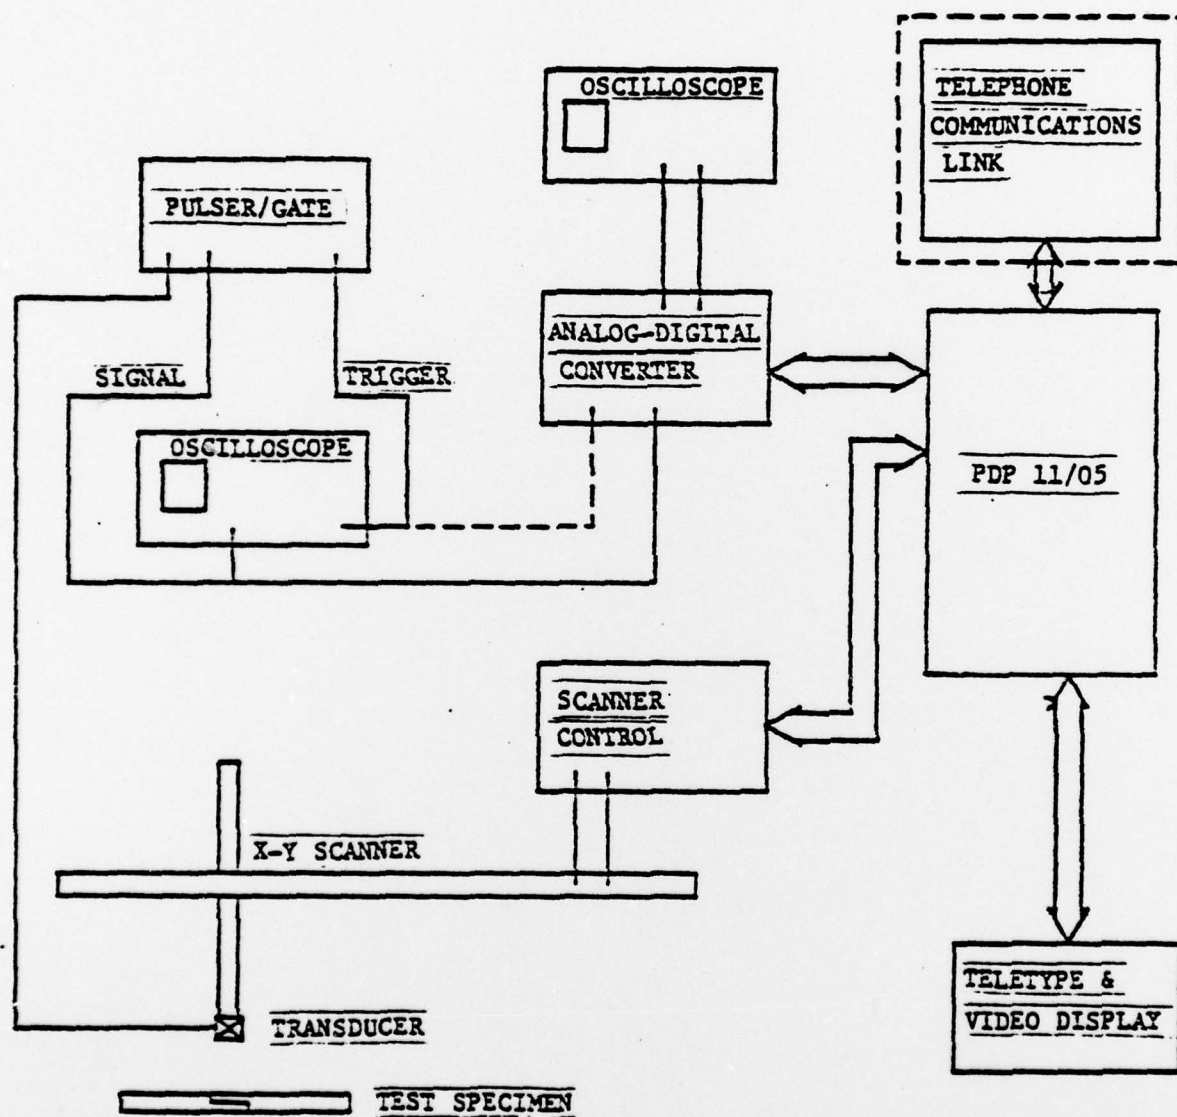 OSCILLOSCOPE
TELEPHONE
COMMUNICATIONS
LINK
PULSER/GATE
ANALOG-DIGITAL
CONVERTER
SIGNAL
TRIGGER
OSCILLOSCOPE
PDP 11/05
SCANNER
CONTROL
X-Y SCANNER
TELETYPE &
VIDEO DISPLAY
TRANSDUCER
TEST SPECIMEN